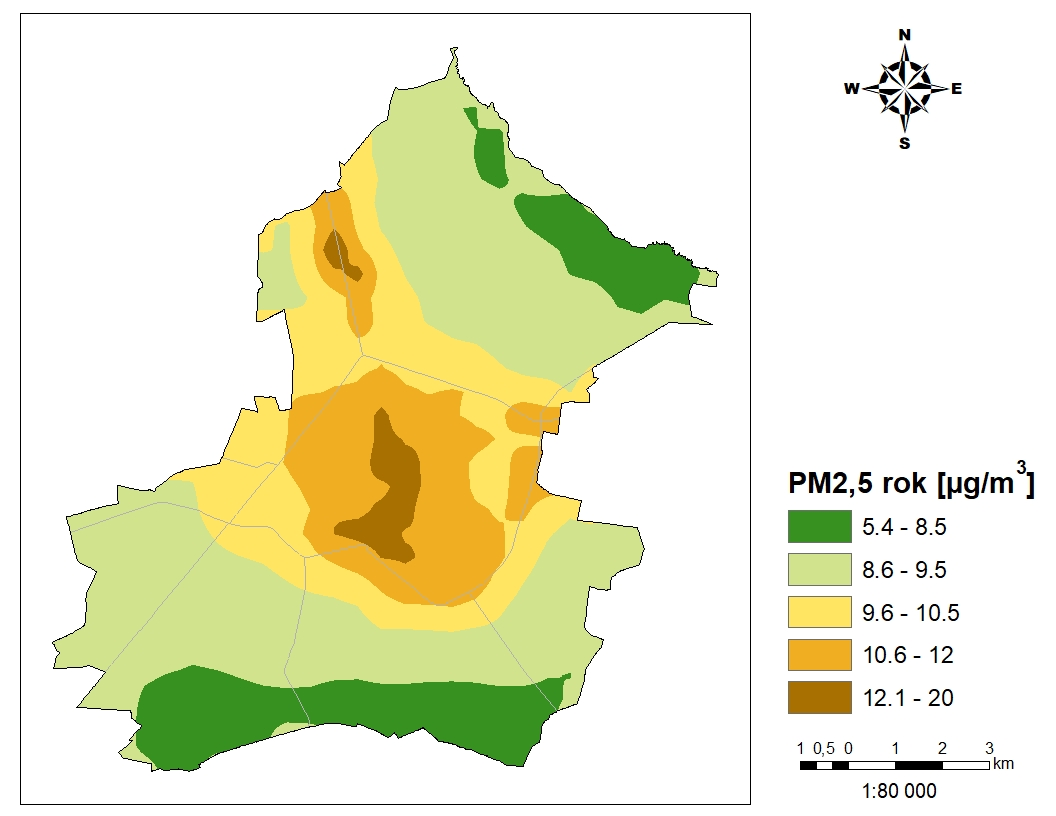 N
W E
S
PM2,5 rok [µg/m³]
5.4 - 8.5
8.6 - 9.5
9.6 - 10.5
10.6 - 12
12.1 - 20
1 0,5 0 1 2 3
km
1:80 000